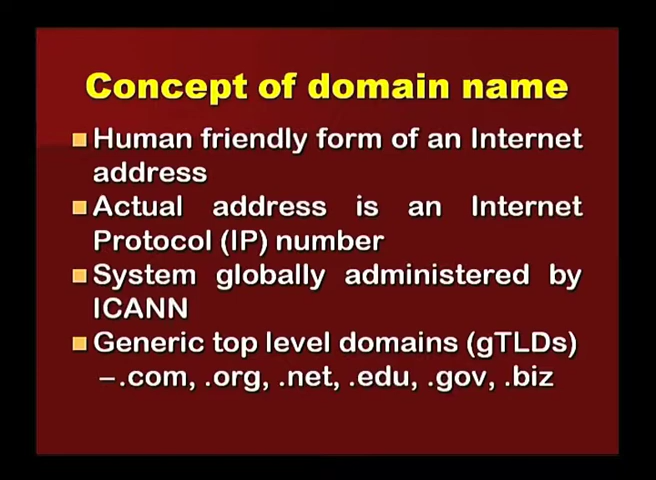 Concept of domain name
Human friendly form of an Internet
address
Actual address is an Internet
Protocol (IP) number
System globally administered by
ICANN
Generic top level domains (gTLDs)
–.com, .org, .net, .edu, .gov, .biz